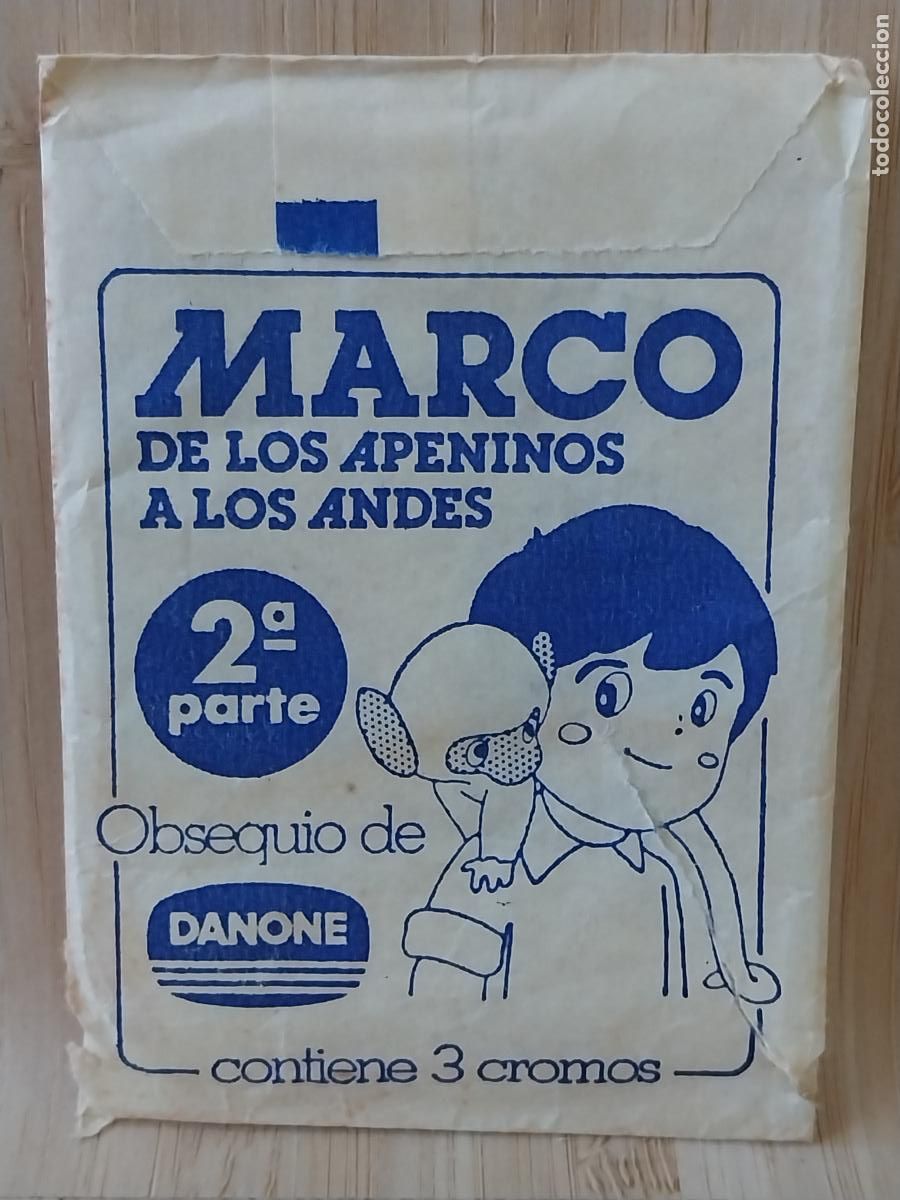 MARCO
DE LOS APENINOS
A LOS ANDES
2ª
parte
Obsequio de
DANONE
contiene 3 cromos
todocoleccion